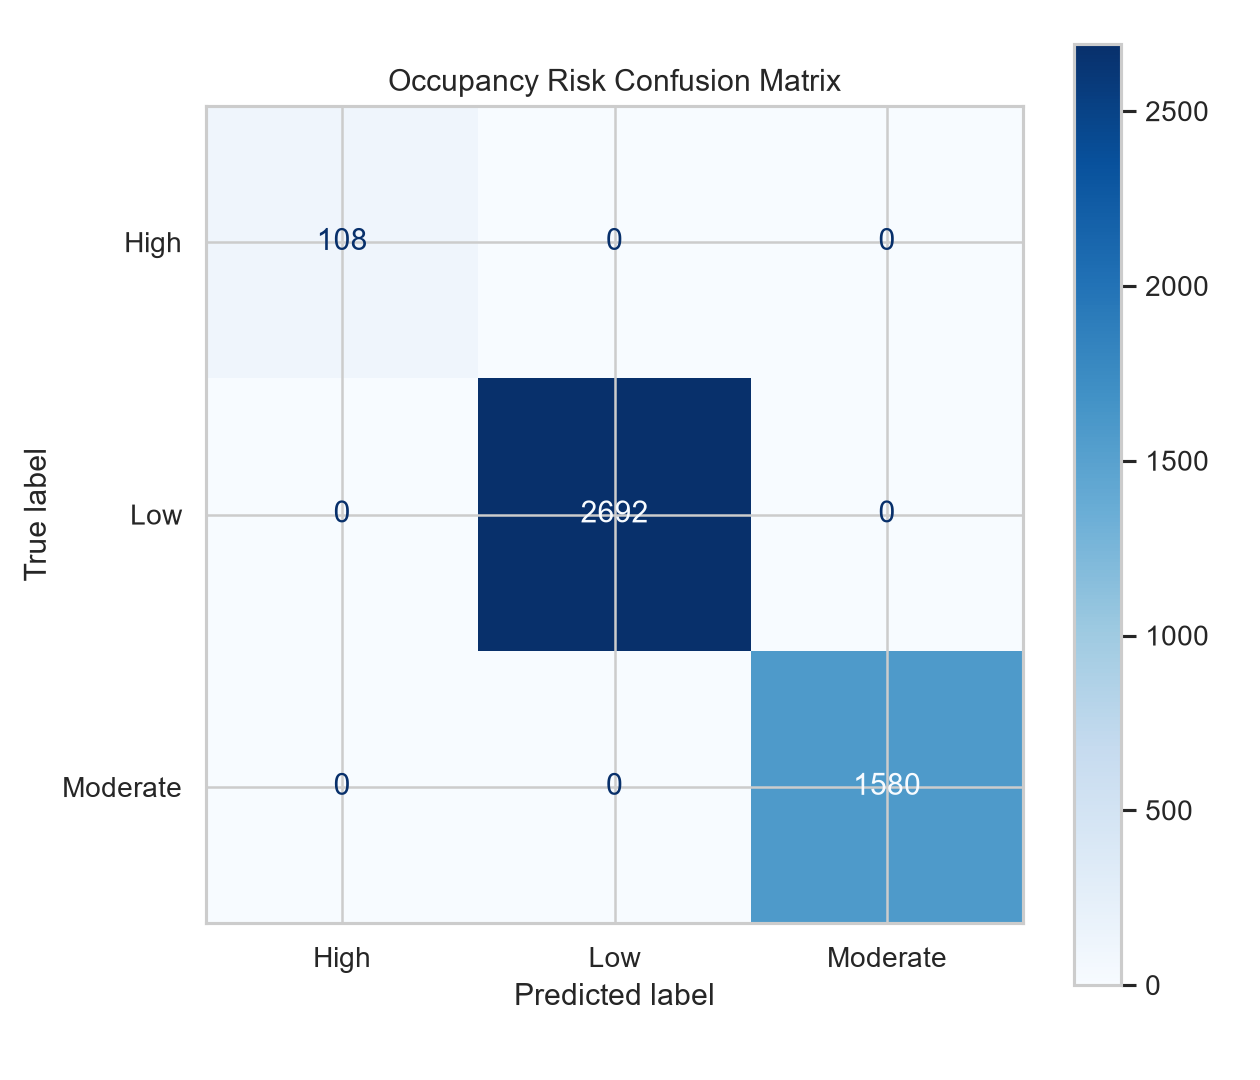 Occupancy Risk Confusion Matrix
2500
2000
1500
1000
500
0
True label
High
108
0
0
Low
0
2692
0
Moderate
0
0
1580
High
Low
Moderate
Predicted label